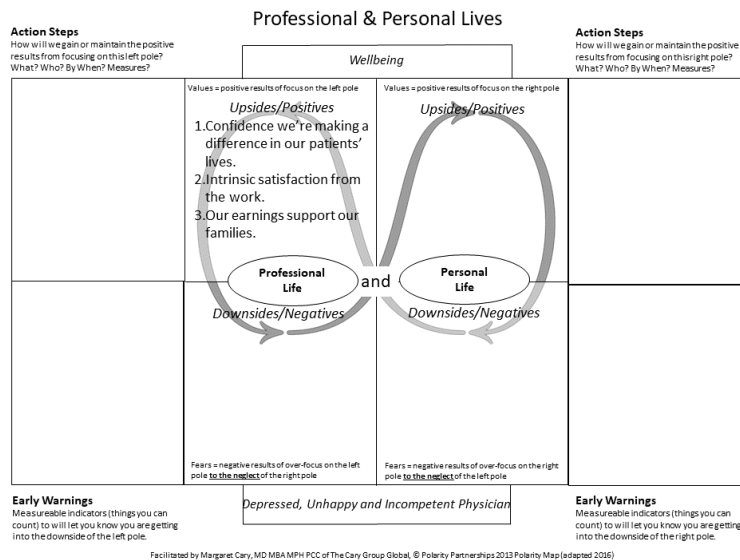 Professional & Personal Lives
Action Steps
How will we gain or maintain the positive
results from focusing on this left pole?
What? Who? By When? Measures?
Action Steps
How will we gain or maintain the positive
results from focusing on this right pole?
What? Who? By When? Measures?
Wellbeing
Values = positive results of focus on the left pole
Values = positive results of focus on the right pole
Upsides/Positives
Upsides/Positives
1.Confidence we’re making a
difference in our patients’
lives.
2.Intrinsic satisfaction from
the work.
3.Our earnings support our
families.
Professional
Life
and
Personal
Life
Downsides/Negatives
Downsides/Negatives
Fears = negative results of over-focus on the left
pole to the neglect of the right pole
Fears = negative results of over-focus on the right
pole to the neglect of the left pole
Early Warnings
Measureable indicators (things you can
count) to will let you know you are getting
into the downside of the left pole.
Depressed, Unhappy and Incompetent Physician
Early Warnings
Measureable indicators (things you can
count) to will let you know you are getting
into the downside of the right pole.
Facilitated by Margaret Cary, MD MBA MPH PCC of The Cary Group Global, © Polarity Partnerships 2013 Polarity Map (adapted 2016)